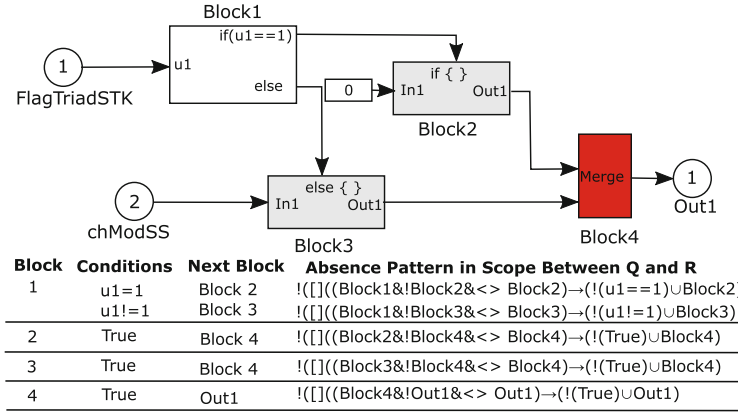 Block1
if(u1==1)
1
u1
FlagTriadSTK
else
if { }
0
In1
Out1
Block2
2
chModSS
else { }
In1
Out1
Block3
Merge
Block4
1
Out1
Block Conditions Next Block Absence Pattern in Scope Between Q and R
1 u1=1 Block 2 !([]((Block1&!Block2&<> Block2)→(!(u1==1)∪Block2)
u1!=1 Block 3 !([]((Block1&!Block3&<> Block3)→(!(u1!=1)∪Block3)
2 True Block 4 !([]((Block2&!Block4&<> Block4)→(!(True)∪Block4)
3 True Block 4 !([]((Block3&!Block4&<> Block4)→(!(True)∪Block4)
4 True Out1 !([]((Block4&!Out1&<> Out1)→(!(True)∪Out1)